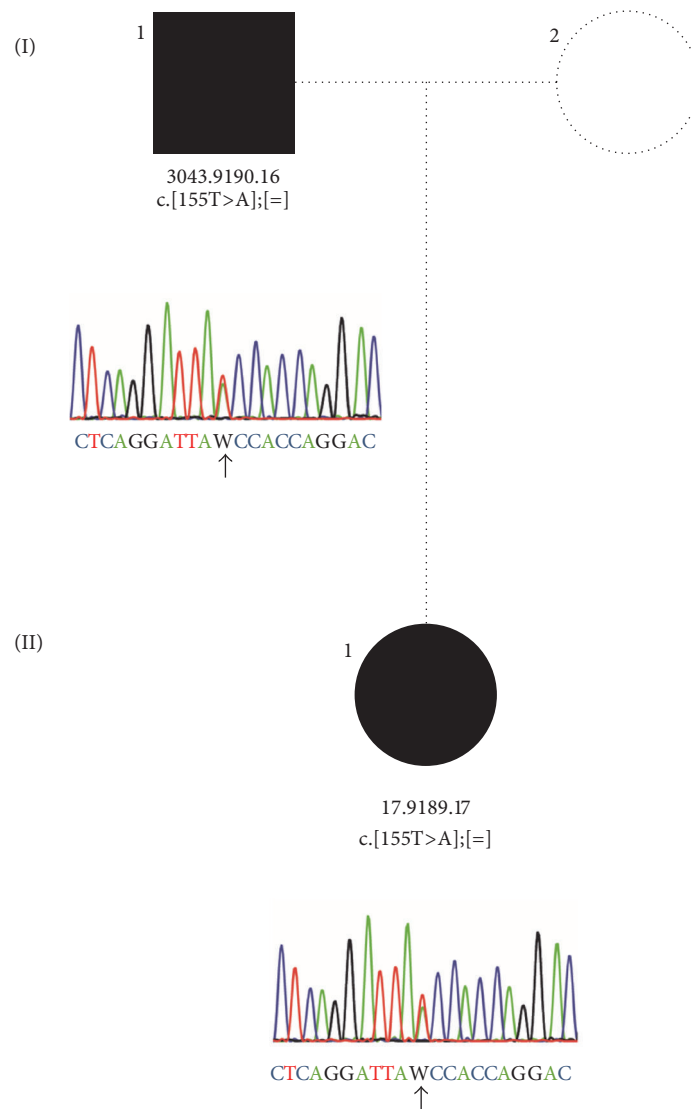 (I)
1
2
3043.9190.16
c.[155T>A];[=]
CTCAGGATTAWCCACCAGGAC
(II)
1
17.9189.17
c.[155T>A];[=]
CTCAGGATTAWCCACCAGGAC